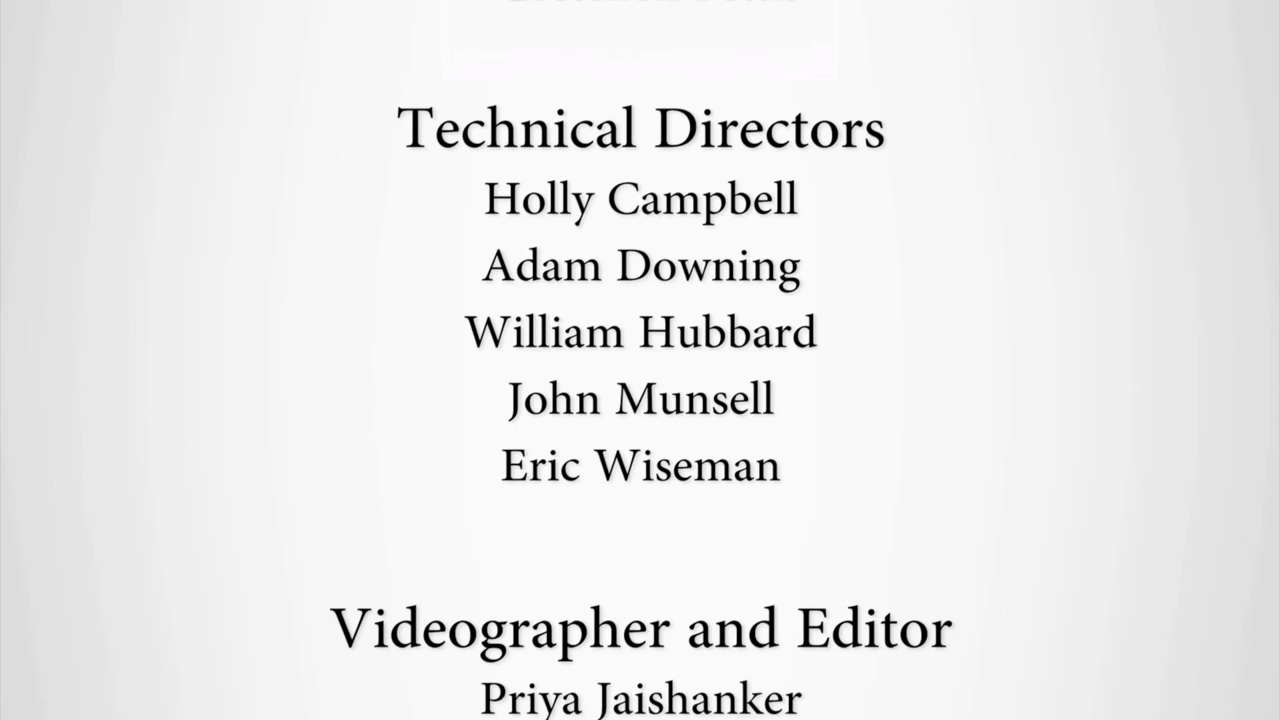 Technical Directors
Holly Campbell
Adam Downing
William Hubbard
John Munsell
Eric Wiseman
Videographer and Editor
Priya Jaishanker